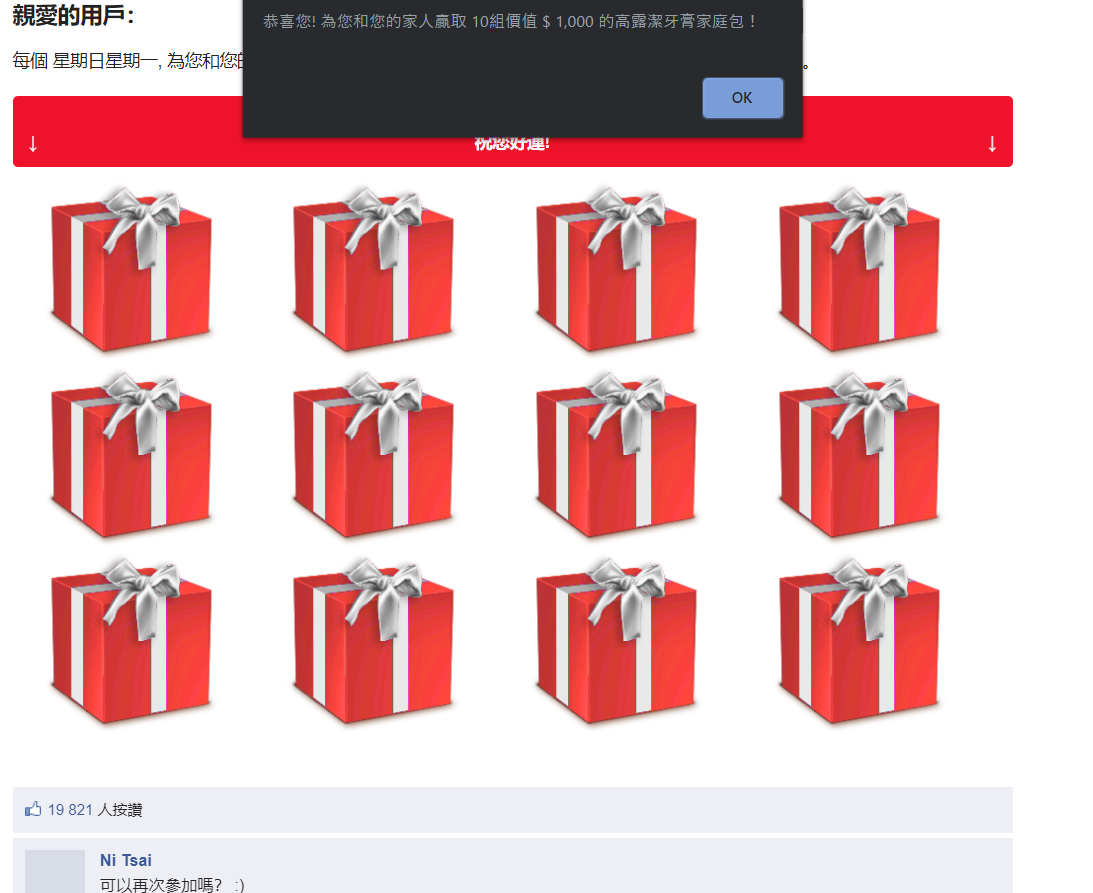 親愛的用戶：
恭喜您! 為您和您的家人贏取 10組價值 $ 1,000 的高露潔牙膏家庭包！
每個 星期日星期一, 為您和您
OK
↓ 祝您好運! ↓
19 821 人按讚
Ni Tsai
可以再次參加嗎? :)